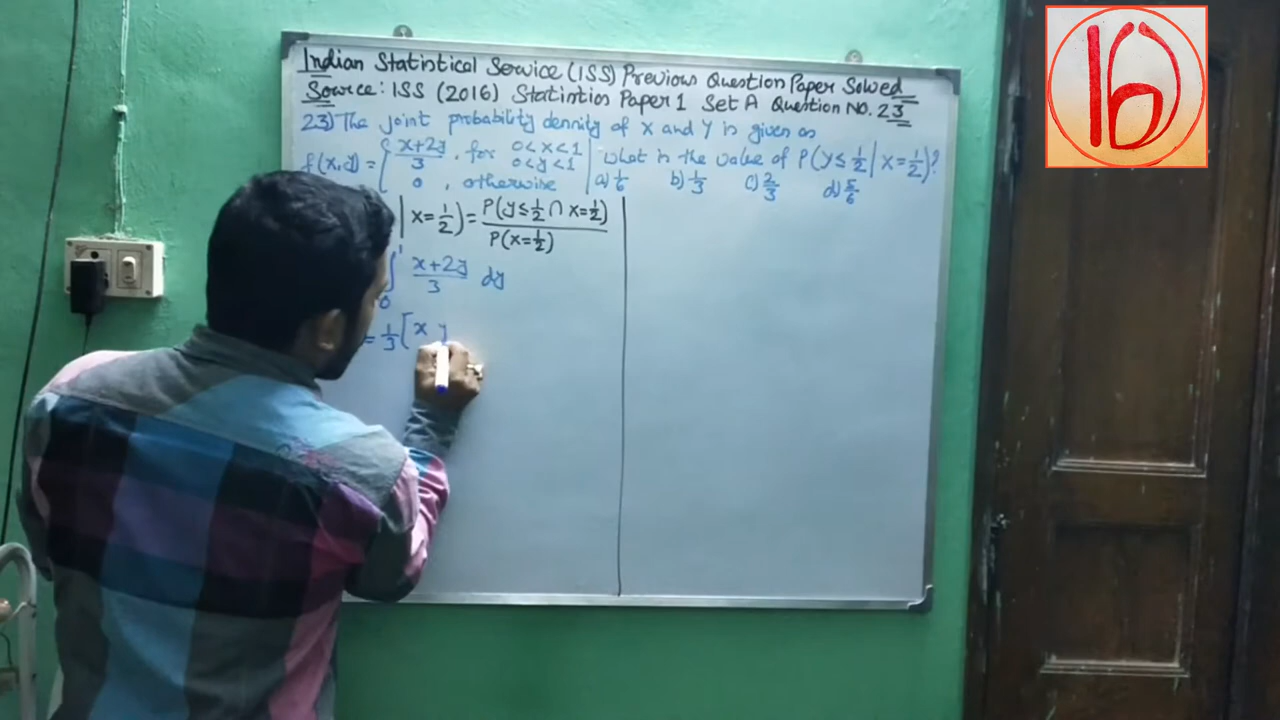 Indian Statistical Service (ISS) Previous Question Paper Solved
Source: ISS (2016) Statistics Paper 1 Set A Question NO. 23
23) The joint probability density of X and Y is given as
f(x,y) = { x+2y/3 , for 0<x<1 0<y<1
0 , otherwise
what is the value of P(Y≤1/2 | X=1/2)?
a) 1/6 b) 1/3 c) 2/3 d) 5/6
| X=1/2) = P(Y≤1/2 ∩ X=1/2) / P(X=1/2)
∫ 0 1 x+2y/3 dy
= 1/3 [ x y